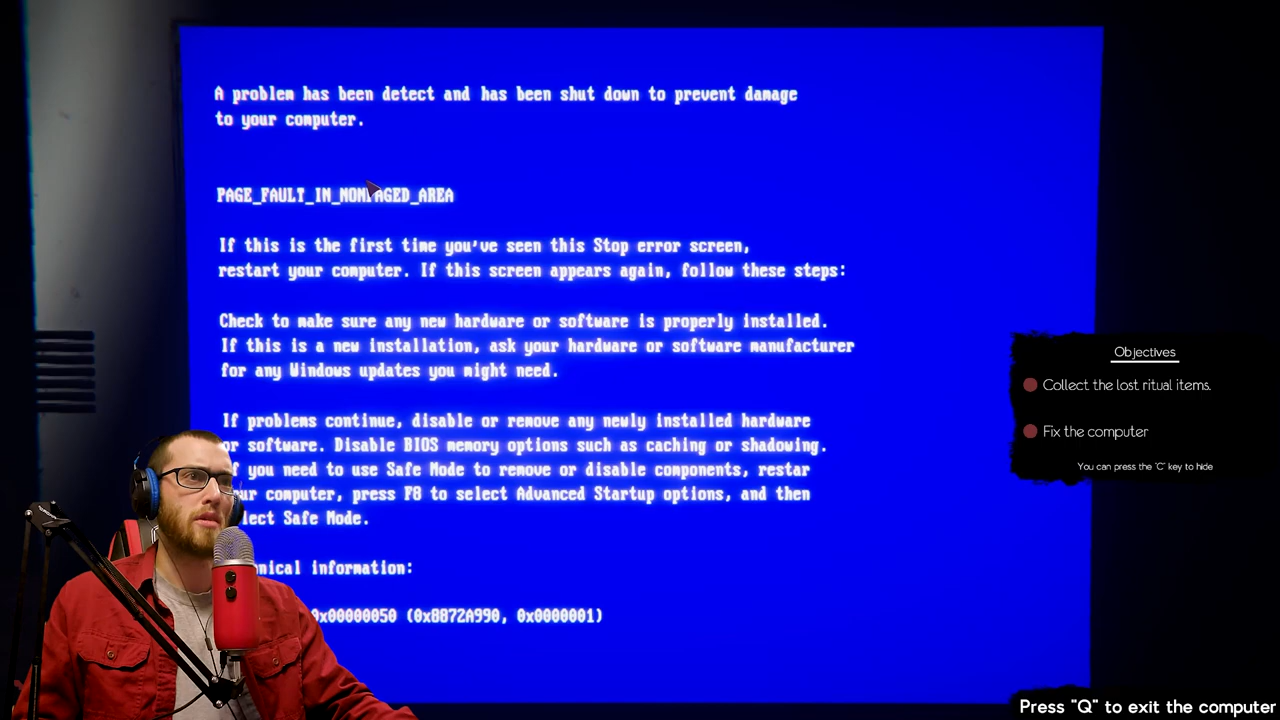 A problem has been detect and has been shut down to prevent damage
to your computer.
PAGE_FAULT_IN_NONPAGED_AREA
If this is the first time you've seen this Stop error screen,
restart your computer. If this screen appears again, follow these steps:
Check to make sure any new hardware or software is properly installed.
If this is a new installation, ask your hardware or software manufacturer
for any Windows updates you might need.
If problems continue, disable or remove any newly installed hardware
or software. Disable BIOS memory options such as caching or shadowing.
you need to use Safe Mode to remove or disable components, restar
computer, press F8 to select Advanced Startup options, and then
lect Safe Mode.
nical information:
0x00000050 (0x8872A990, 0x0000001)
Objectives
Collect the lost ritual items.
Fix the computer
You can press the "C" key to hide
Press "Q" to exit the computer